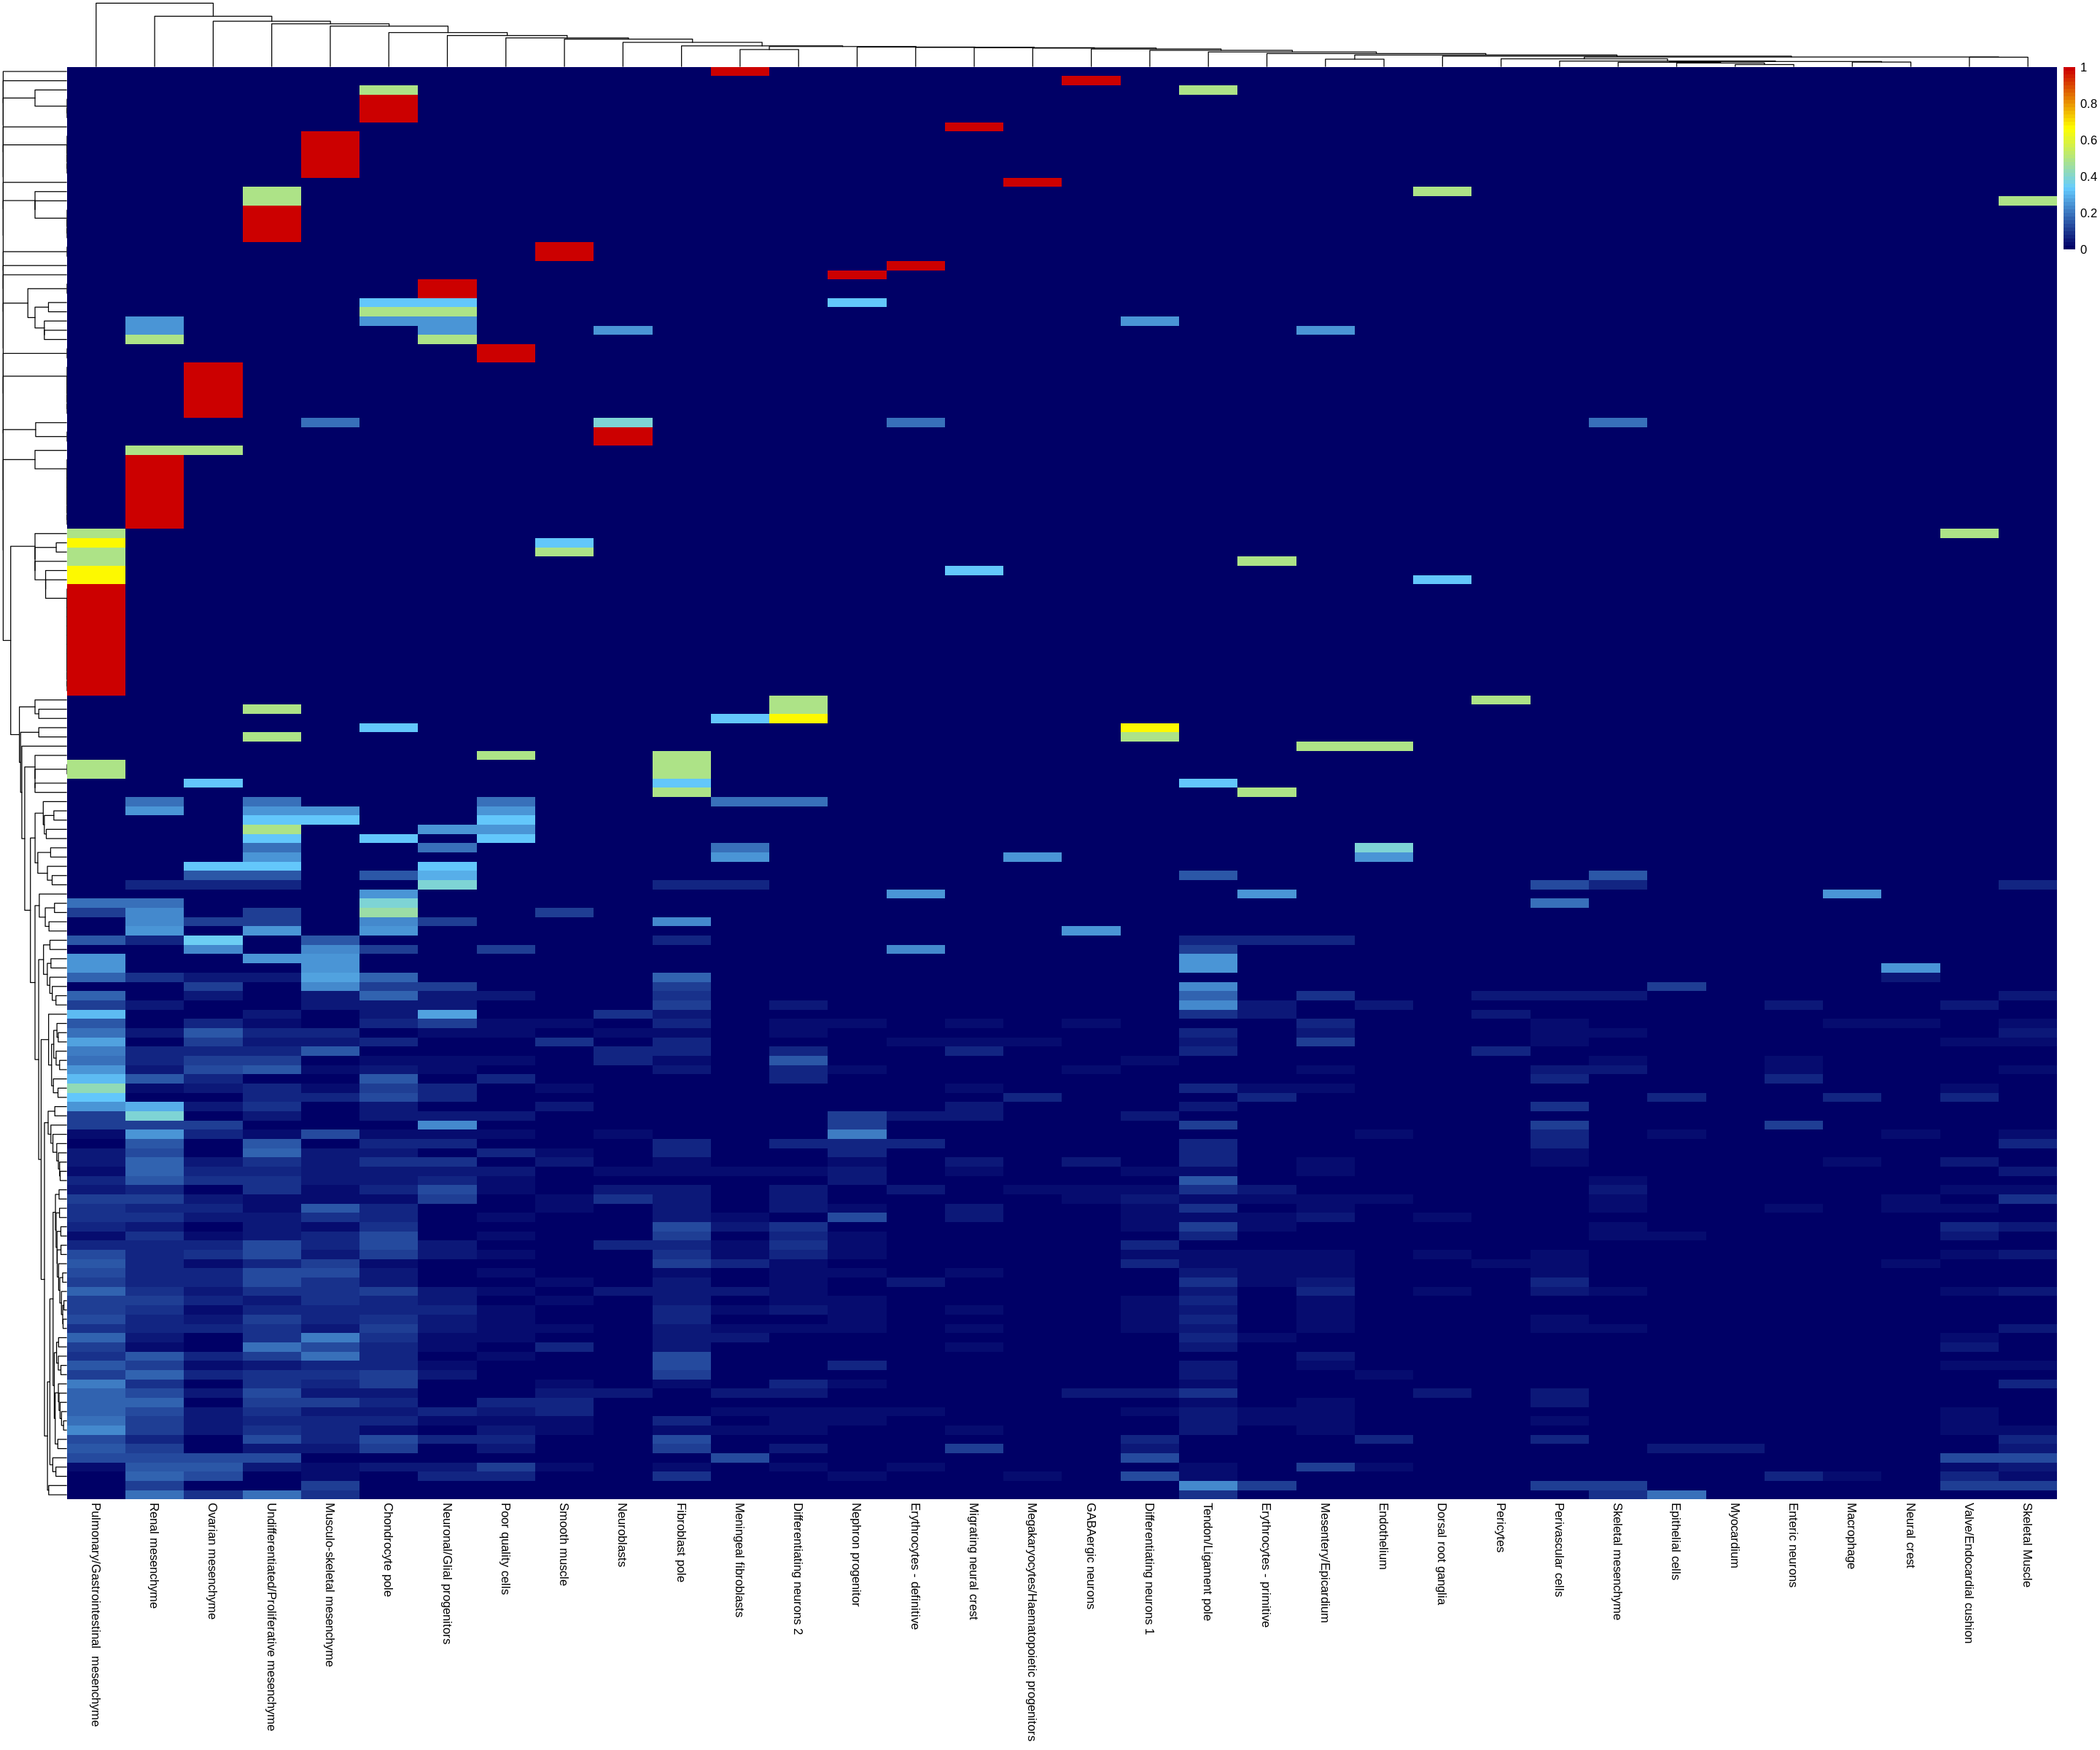 1
0.8
0.6
0.4
0.2
0
Pulmonary/Gastrointestinal mesenchyme
Renal mesenchyme
Ovarian mesenchyme
Undifferentiated/Proliferative mesenchyme
Musculo-skeletal mesenchyme
Chondrocyte pole
Neuronal/Glial progenitors
Poor quality cells
Smooth muscle
Neuroblasts
Fibroblast pole
Meningeal fibroblasts
Differentiating neurons 2
Nephron progenitor
Erythrocytes - definitive
Migrating neural crest
Megakaryocytes/Haematopoietic progenitors
GABAergic neurons
Differentiating neurons 1
Tendon/Ligament pole
Erythrocytes - primitive
Mesentery/Epicardium
Endothelium
Dorsal root ganglia
Pericytes
Perivascular cells
Skeletal mesenchyme
Epithelial cells
Myocardium
Enteric neurons
Macrophage
Neural crest
Valve/Endocardial cushion
Skeletal Muscle